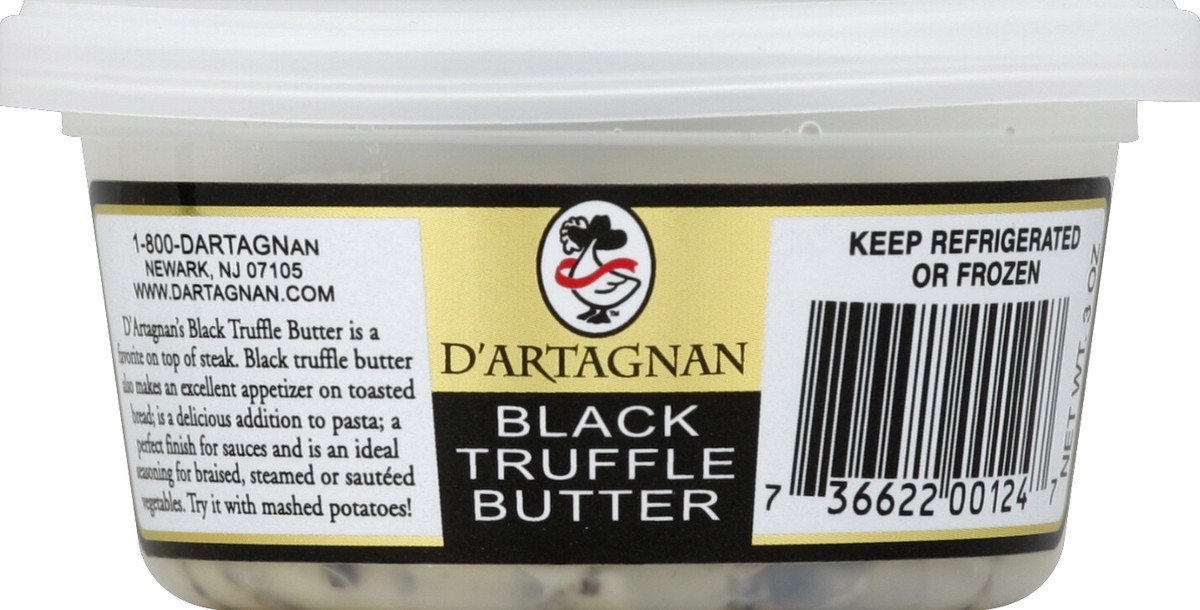 1-800-DARTAGNAN
NEWARK, NJ 07105
WWW.DARTAGNAN.COM
D'Artagnan's Black Truffle Butter is a
favorite on top of steak. Black truffle butter
also makes an excellent appetizer on toasted
bread; is a delicious addition to pasta; a
perfect finish for sauces and is an ideal
seasoning for braised, steamed or sautéed
vegetables. Try it with mashed potatoes!
TM
D'ARTAGNAN
BLACK
TRUFFLE
BUTTER
KEEP REFRIGERATED
OR FROZEN
7 36622 00124 7
NET WT. 3 OZ